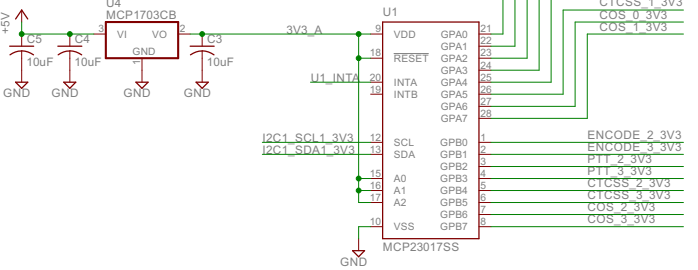 +5V
U4
MCP1703CB
3 VI VO 2
GND
1
C5
10uF
C4
10uF
C3
10uF
GND
GND
GND
GND
3V3_A
U1_INTA
I2C1_SCL1_3V3
I2C1_SDA1_3V3
GND
U1
9 VDD
18 RESET
20 INTA
19 INTB
12 SCL
13 SDA
15 A0
16 A1
17 A2
10 VSS
GPA0 21
GPA1 22
GPA2 23
GPA3 24
GPA4 25
GPA5 26
GPA6 27
GPA7 28
GPB0 1
GPB1 2
GPB2 3
GPB3 4
GPB4 5
GPB5 6
GPB6 7
GPB7 8
MCP23017SS
CTCSS_1_3V3
COS_0_3V3
COS_1_3V3
ENCODE_2_3V3
ENCODE_3_3V3
PTT_2_3V3
PTT_3_3V3
CTCSS_2_3V3
CTCSS_3_3V3
COS_2_3V3
COS_3_3V3